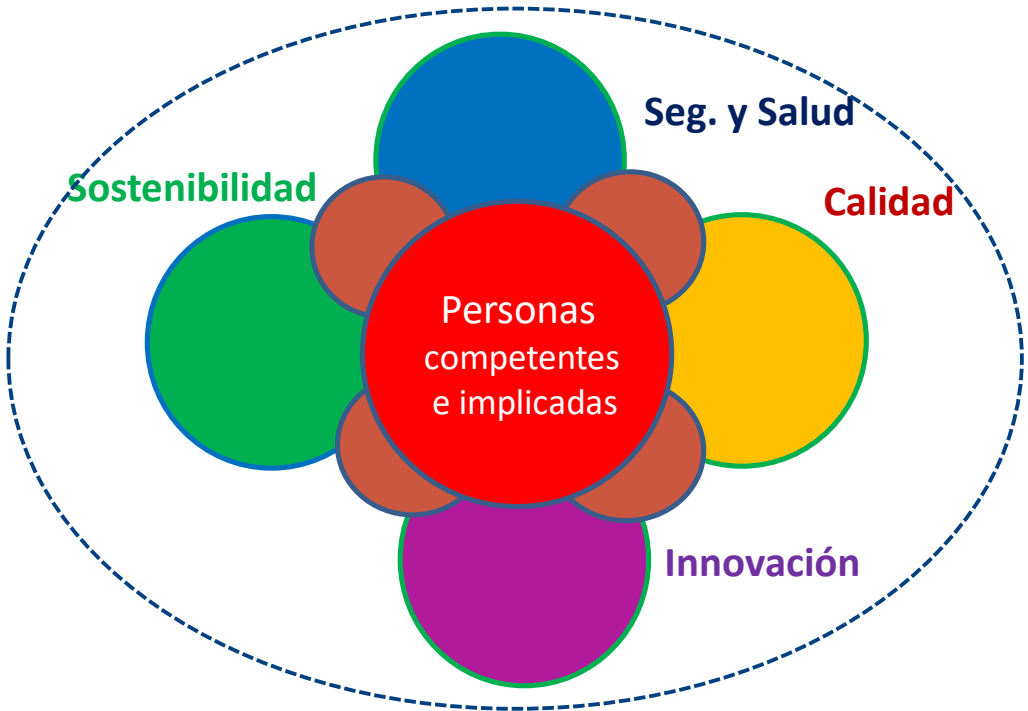 Seg. y Salud
Sostenibilidad
Calidad
Personas
competentes
e implicadas
Innovación